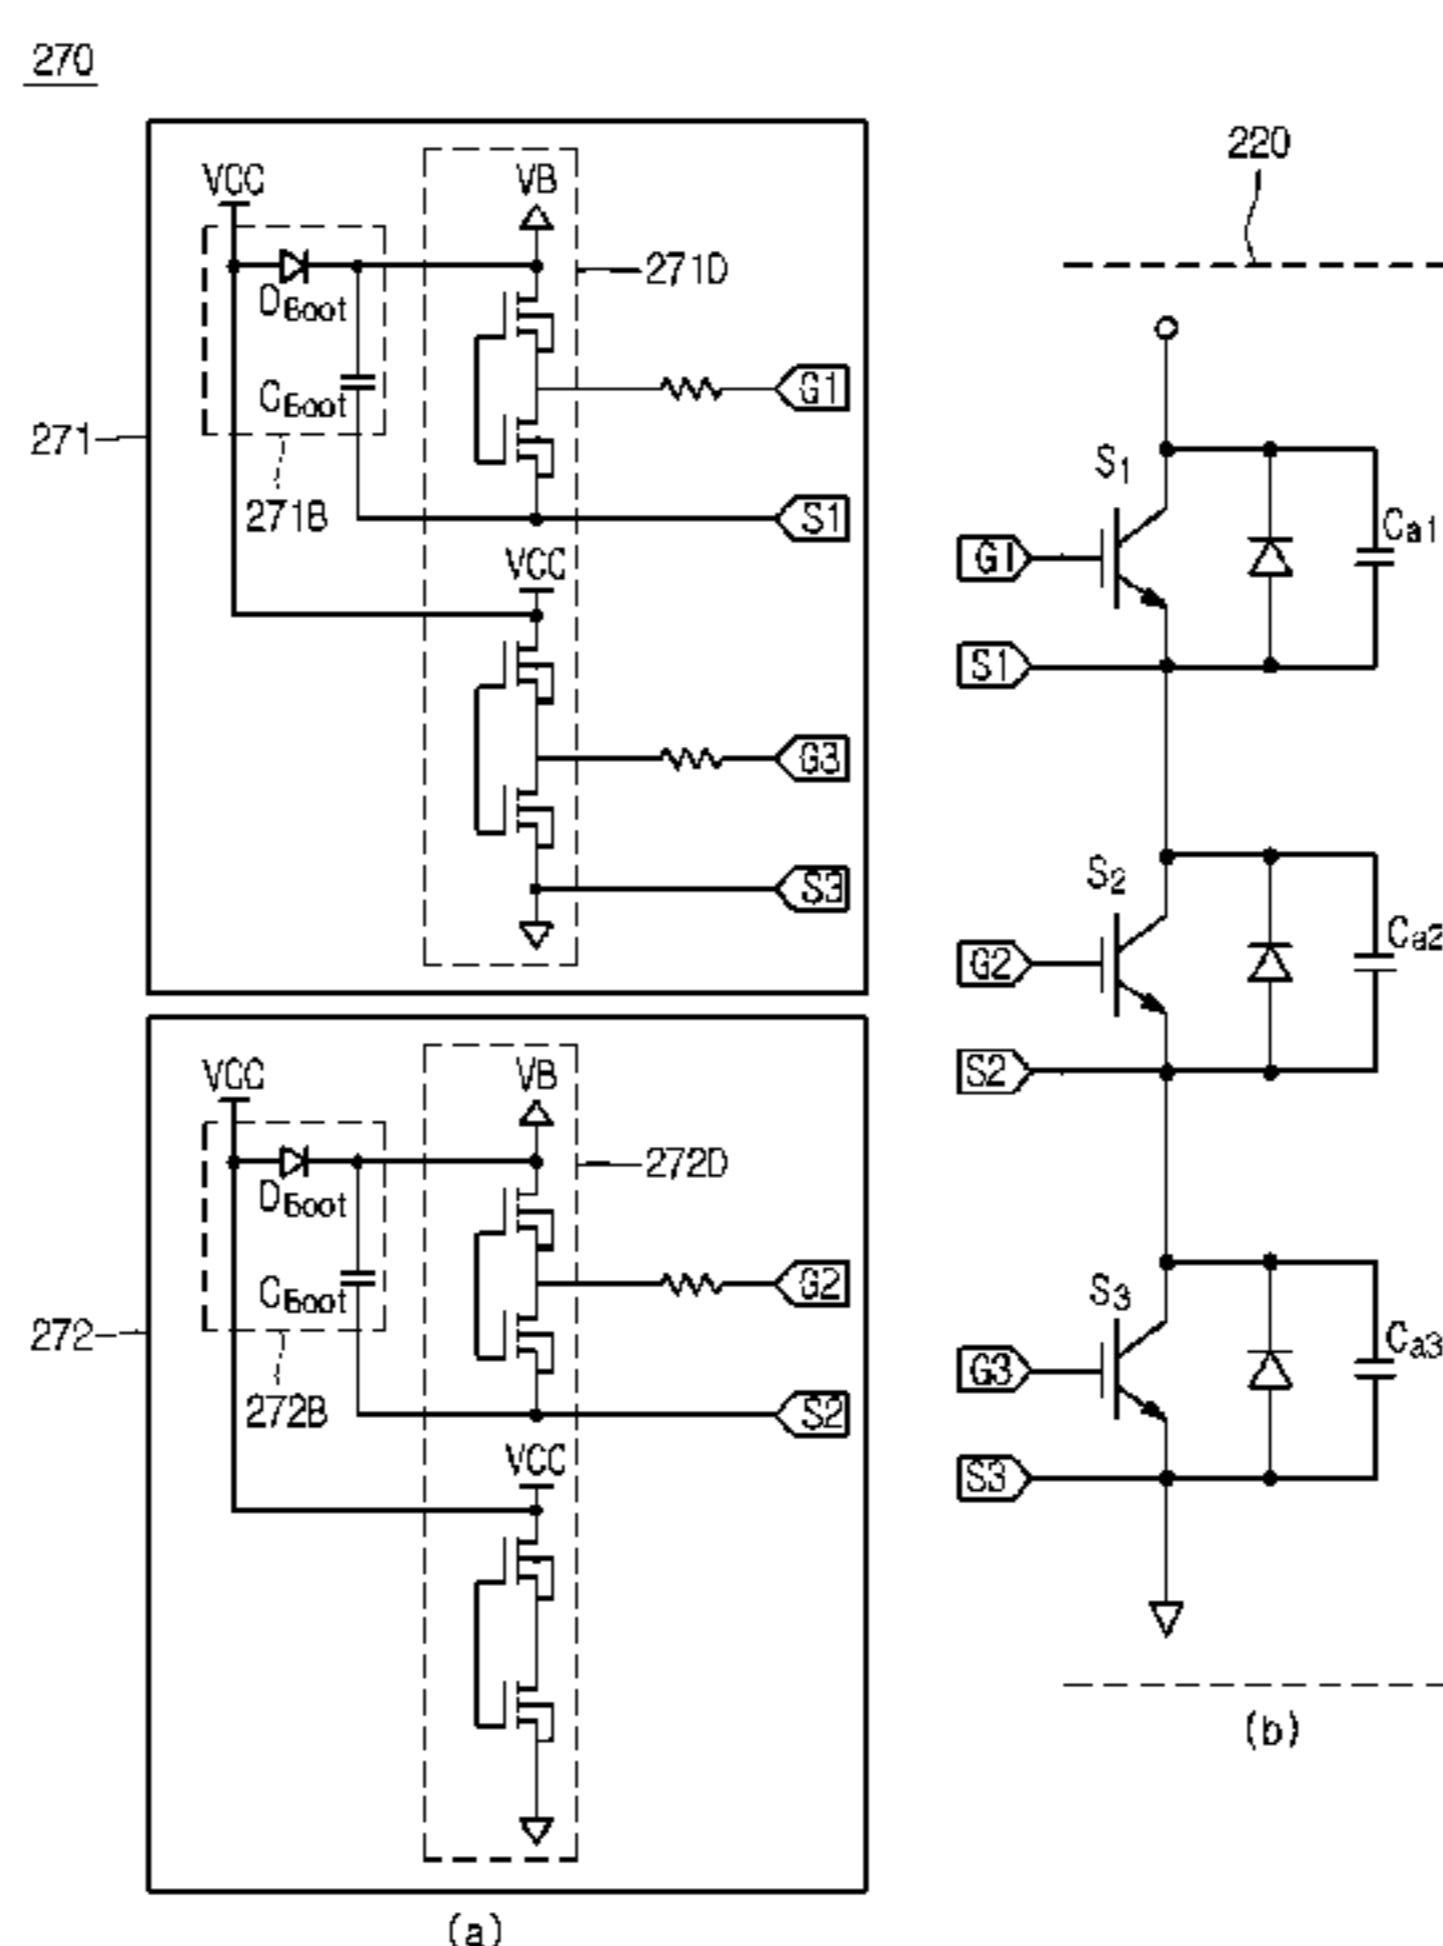 270
VCC
VB
271D
DBoot
CBoot
G1
271
271B
S1
VCC
G3
S3
VCC
VB
272D
DBoot
CBoot
G2
272
272B
S2
VCC
(a)
220
S1
Ca1
G1
S1
S2
Ca2
G2
S2
S3
Ca3
G3
S3
(b)